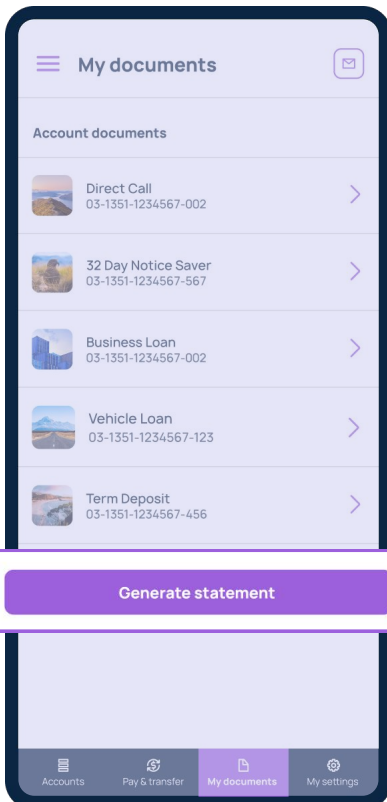 My documents
Account documents
Direct Call
03-1351-1234567-002
32 Day Notice Saver
03-1351-1234567-567
Business Loan
03-1351-1234567-002
Vehicle Loan
03-1351-1234567-123
Term Deposit
03-1351-1234567-456
Generate statement
Accounts
Pay & transfer
My documents
My settings